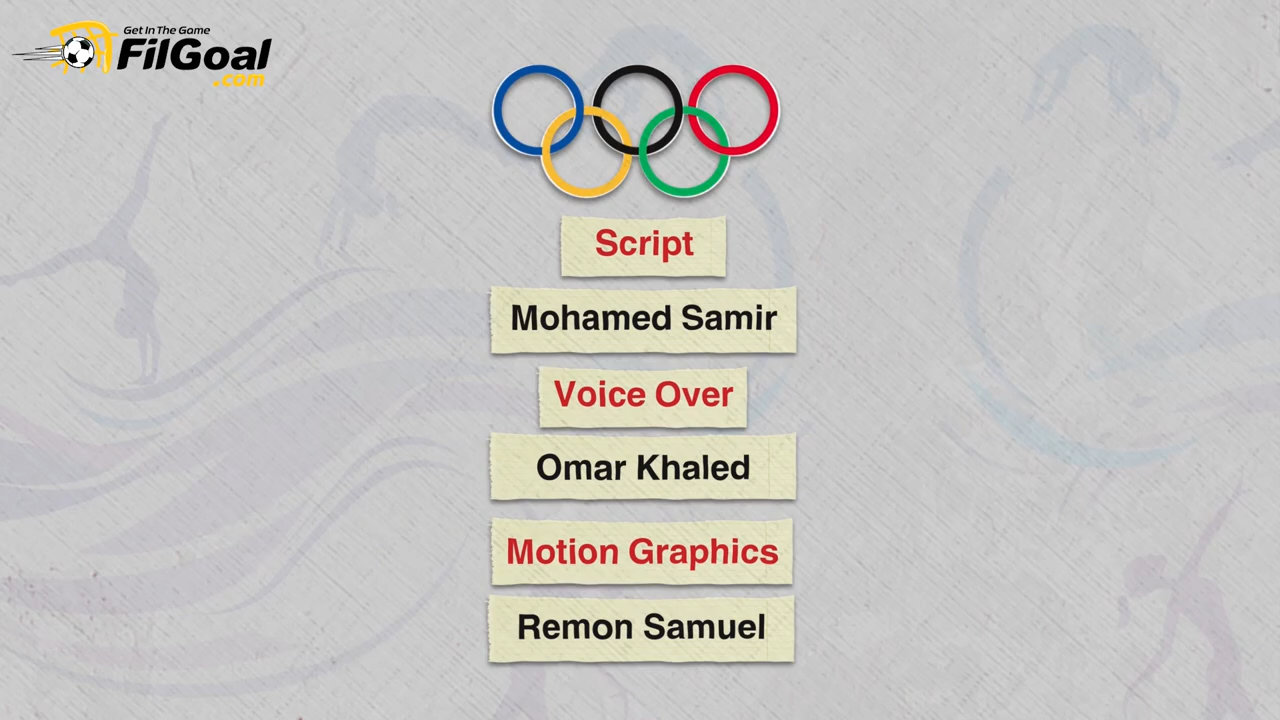 Get In The Game
FilGoal
.com
Script
Mohamed Samir
Voice Over
Omar Khaled
Motion Graphics
Remon Samuel